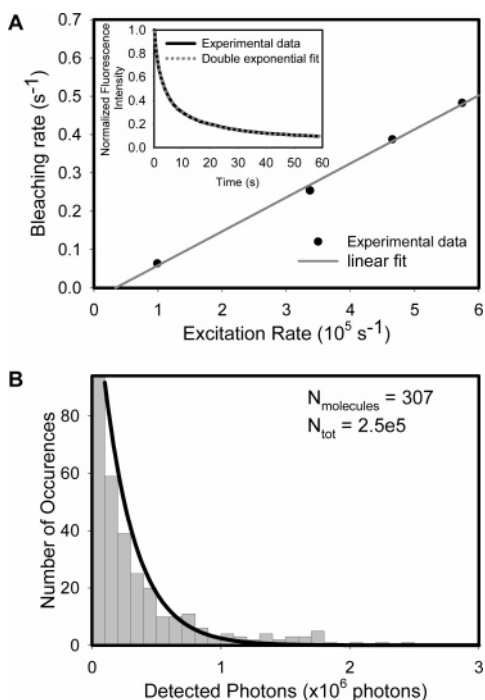 A
0.7
0.6
0.5
0.4
0.3
0.2
0.1
0.0
Bleaching rate (s-1)
Normalized Fluorescence
Intensity
1.0
0.8
0.6
0.4
0.2
0.0
Experimental data
Double exponential fit
0 10 20 30 40 50 60
Time (s)
Experimental data
linear fit
0 1 2 3 4 5 6
Excitation Rate (10^5 s^-1)
B
Nmolecules = 307
Ntot = 2.5e5
80
60
40
20
0
Number of Occurences
0 1 2 3
Detected Photons (x10^6 photons)